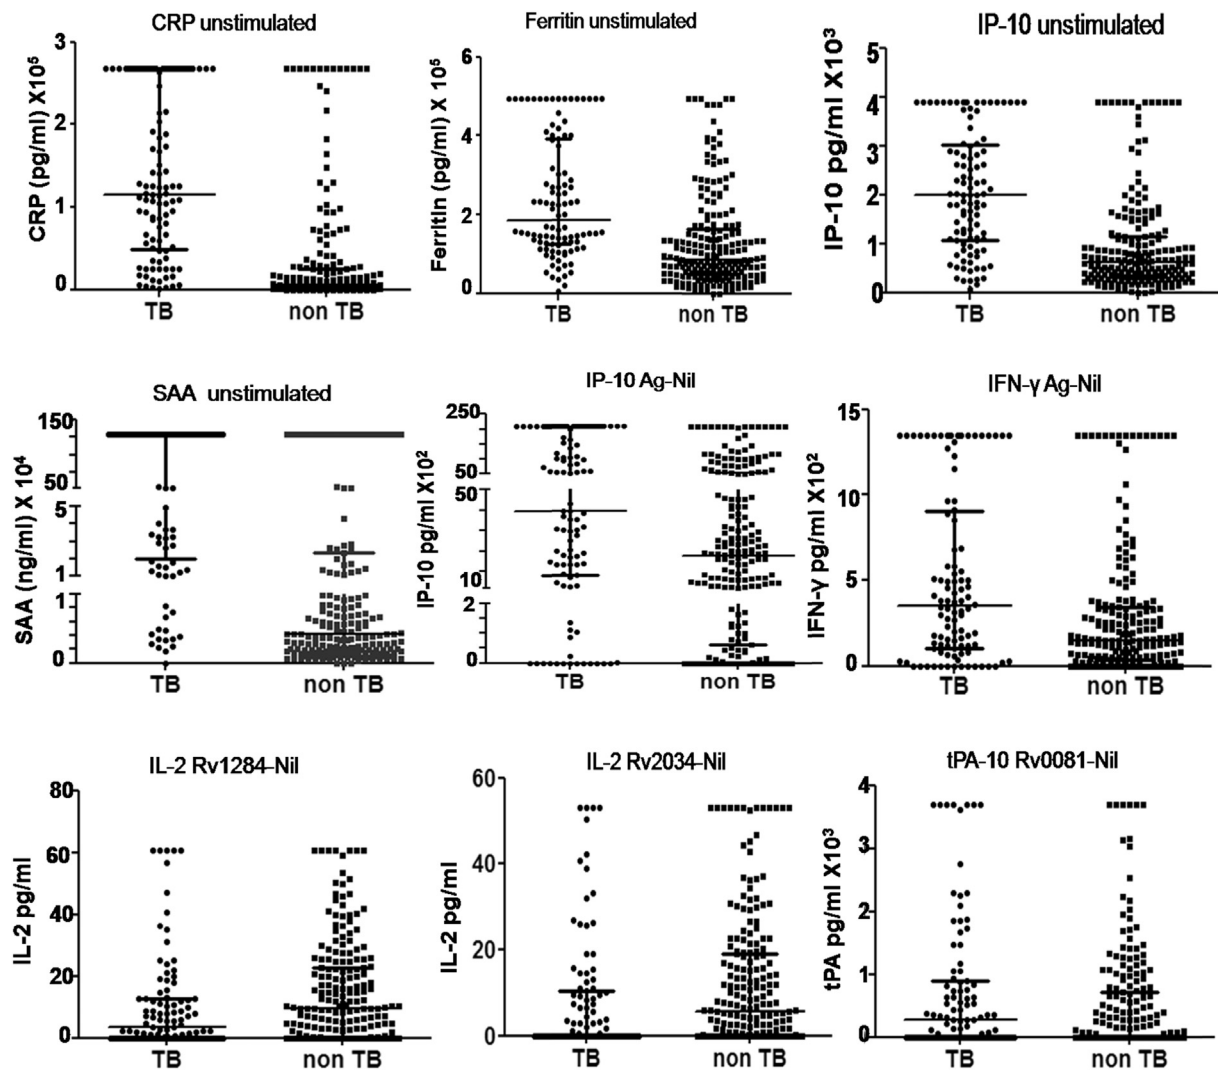 CRP unstimulated
CRP (pg/ml) X10⁵
3
2
1
0
TB
non TB
Ferritin unstimulated
Ferritin (pg/ml) X 10⁵
6
4
2
0
TB
non TB
IP-10 unstimulated
IP-10 pg/ml X10³
5
4
3
2
1
0
TB
non TB
SAA unstimulated
SAA (ng/ml) X 10⁴
150
50
5
1
1
0
TB
non TB
IP-10 Ag-Nil
IP-10 pg/ml X10²
250
50
50
10
2
0
TB
non TB
IFN-γ Ag-Nil
IFN-γ pg/ml X10²
15
10
5
0
TB
non TB
IL-2 Rv1284-Nil
IL-2 pg/ml
80
60
40
20
0
TB
non TB
IL-2 Rv2034-Nil
IL-2 pg/ml
60
40
20
0
TB
non TB
tPA-10 Rv0081-Nil
tPA pg/ml X10³
4
3
2
1
0
TB
non TB